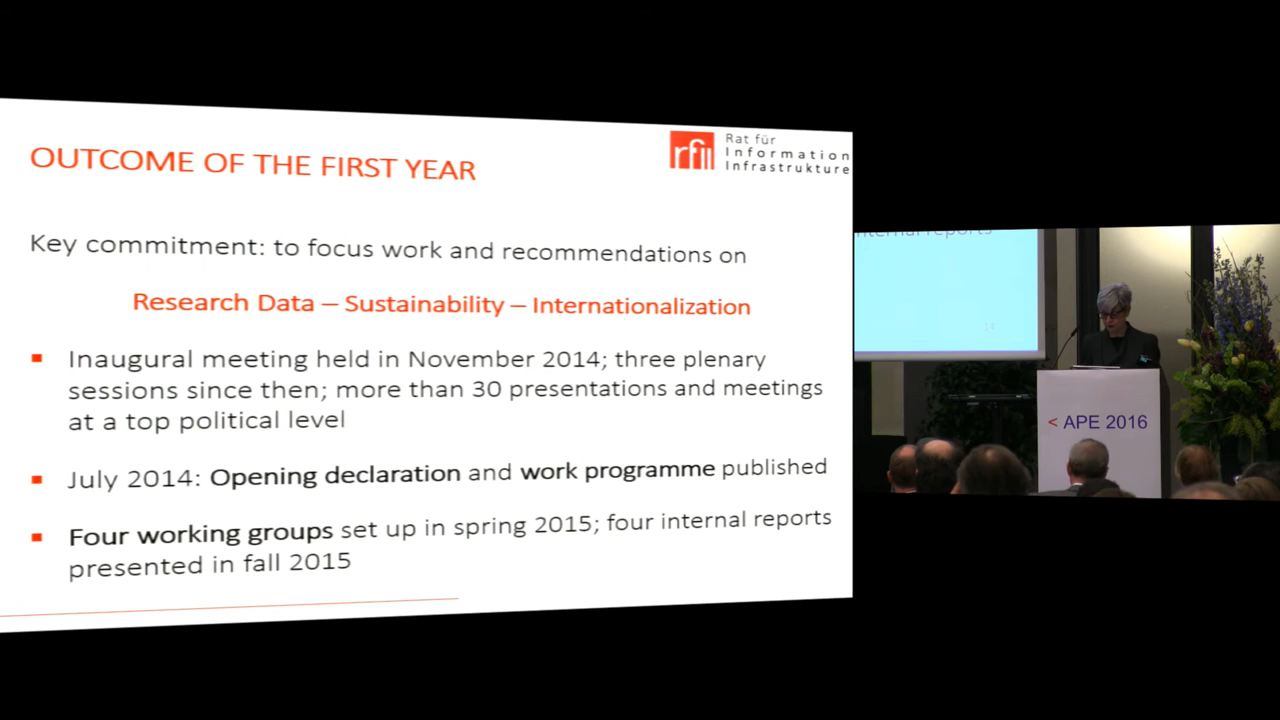 OUTCOME OF THE FIRST YEAR
rfii
Rat für
Information
Infrastrukture
Key commitment: to focus work and recommendations on
Research Data – Sustainability – Internationalization
Inaugural meeting held in November 2014; three plenary
sessions since then; more than 30 presentations and meetings
at a top political level
July 2014: Opening declaration and work programme published
Four working groups set up in spring 2015; four internal reports
presented in fall 2015
internal reports
< APE 2016